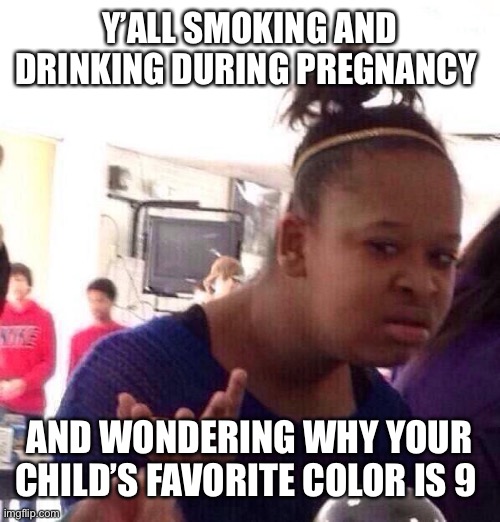 Y'ALL SMOKING AND
DRINKING DURING PREGNANCY
AND WONDERING WHY YOUR
CHILD'S FAVORITE COLOR IS 9
imgflip.com